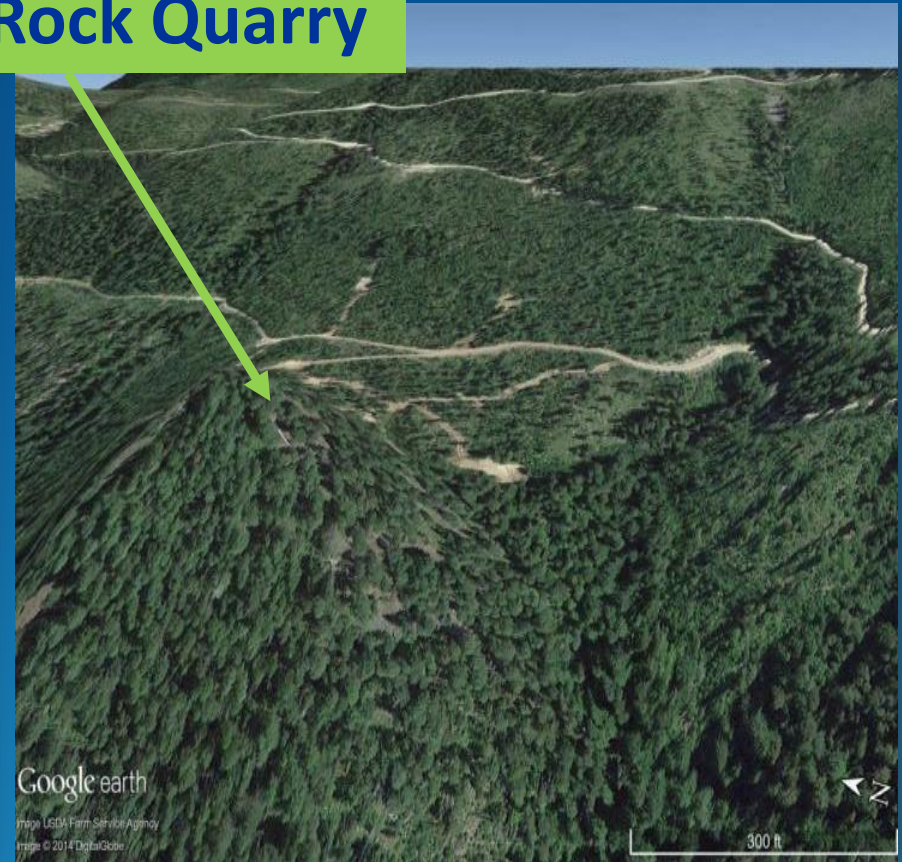 Rock Quarry
Google earth
Image USDA Farm Service Agency
Image © 2014 DigitalGlobe
N
300 ft